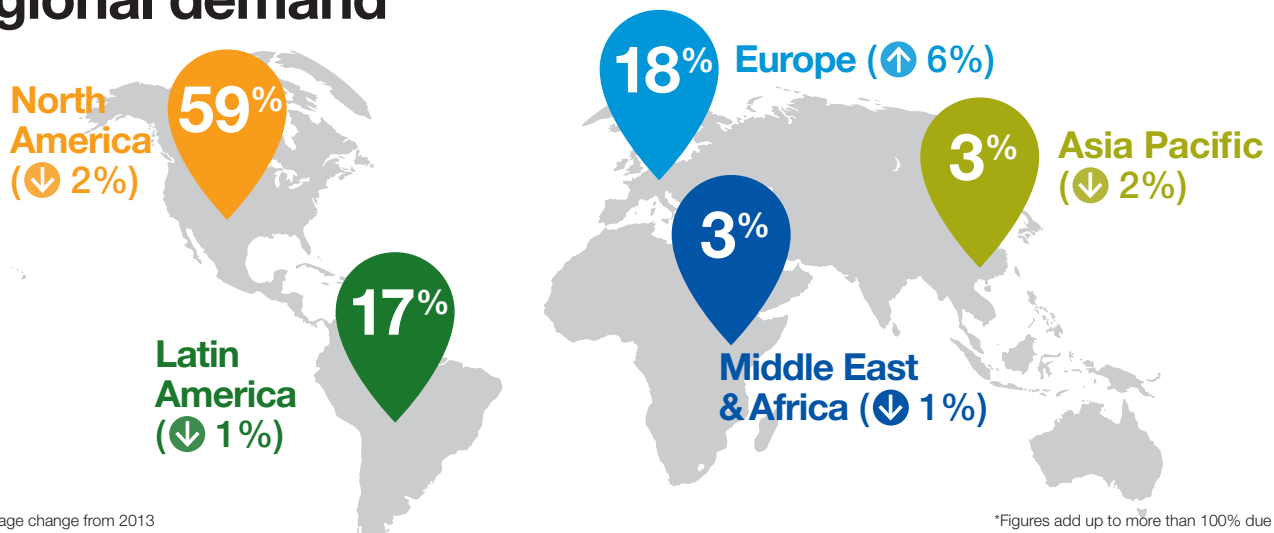 gional demand
North
America
(↓ 2%)
59%
18%
Europe (↑ 6%)
3%
Asia Pacific
(↓ 2%)
3%
Middle East
& Africa (↓ 1%)
17%
Latin
America
(↓ 1%)
age change from 2013
*Figures add up to more than 100% due